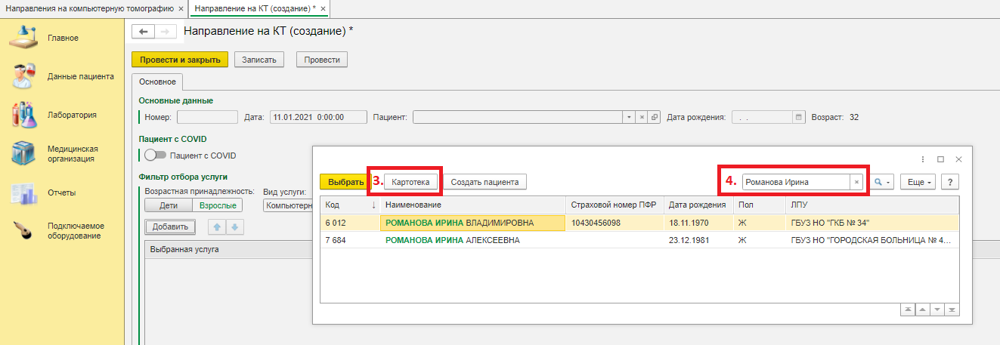 Направления на компьютерную томографию × Направление на КТ (создание) * ×
Главное
Данные пациента
Лаборатория
Медицинская
организация
Отчеты
Подключаемое
оборудование
Направление на КТ (создание) *
Провести и закрыть Записать Провести
Основное
Основные данные
Номер: Дата: 11.01.2021 0:00:00 Пациент: Дата рождения: . . Возраст: 32
Пациент с COVID
Пациент с COVID
Фильтр отбора услуги
Возрастная принадлежность: Вид услуги:
Дети Взрослые Компьютерн
Добавить
Выбранная услуга
Выбрать 3. Картотека Создать пациента 4. Романова Ирина × Еще ?
Код Наименование Страховой номер ПФР Дата рождения Пол ЛПУ
6 012 РОМАНОВА ИРИНА ВЛАДИМИРОВНА 10430456098 18.11.1970 Ж ГБУЗ НО "ГКБ № 34"
7 684 РОМАНОВА ИРИНА АЛЕКСЕЕВНА 23.12.1981 Ж ГБУЗ НО "ГОРОДСКАЯ БОЛЬНИЦА № 4...